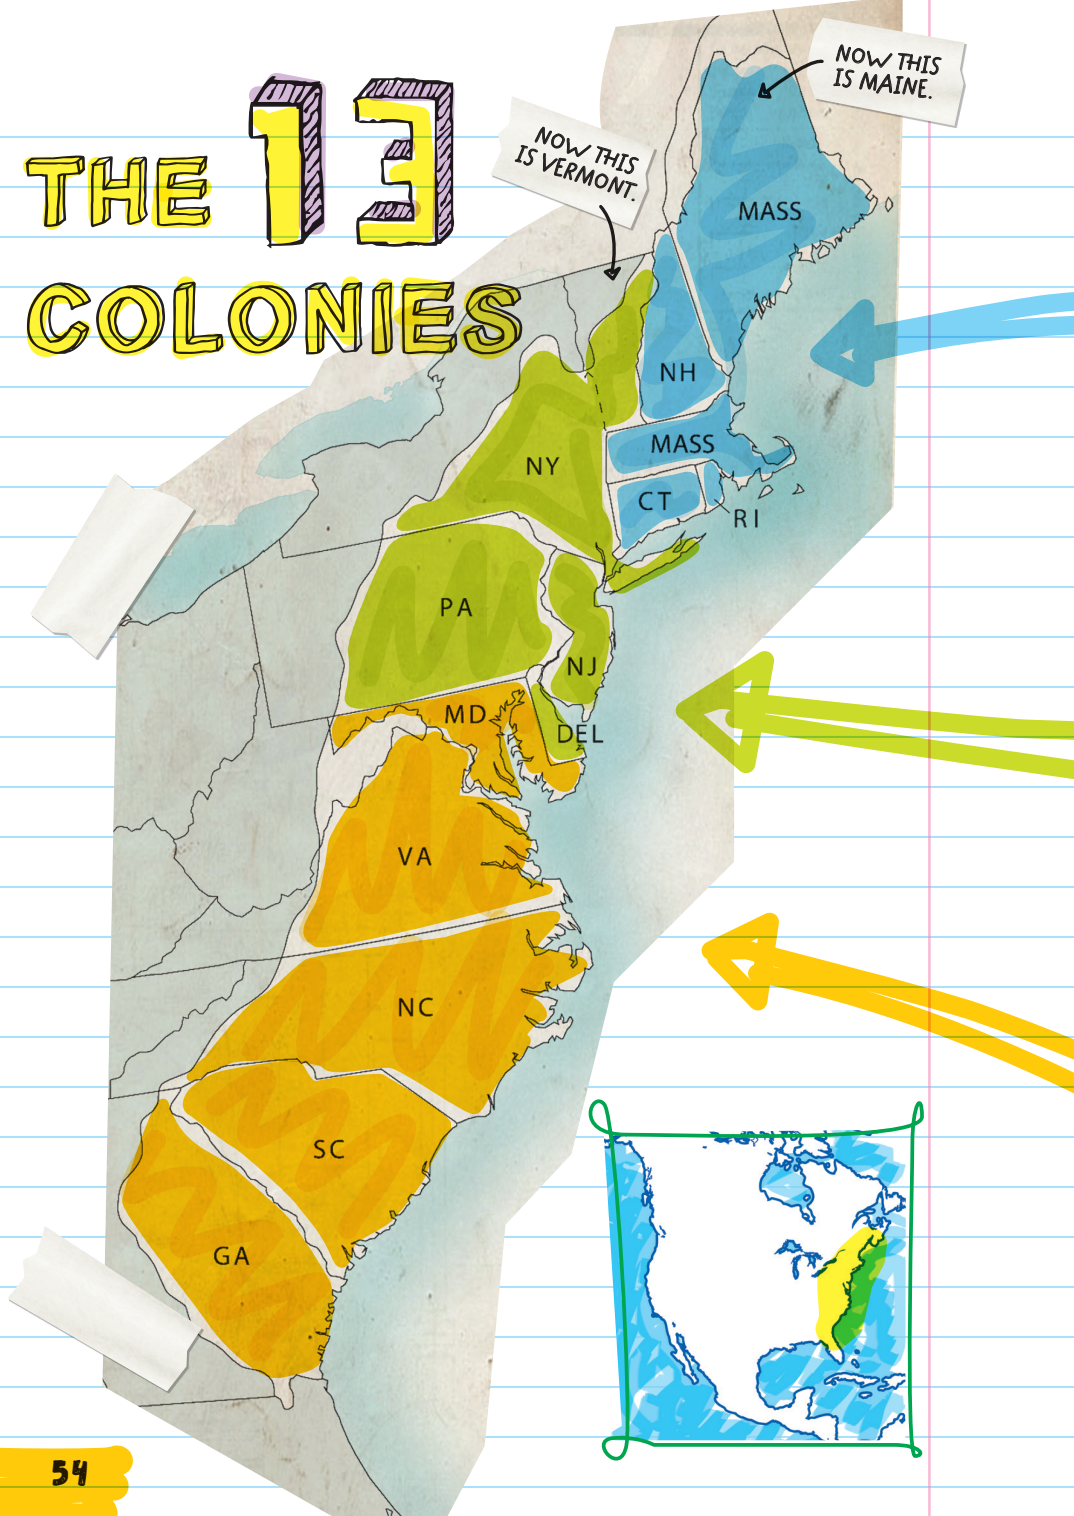 THE 13
COLONIES
NOW THIS
IS MAINE.
NOW THIS
IS VERMONT.
MASS
NH
MASS
NY
CT
RI
PA
NJ
MD
DEL
VA
NC
SC
GA
54